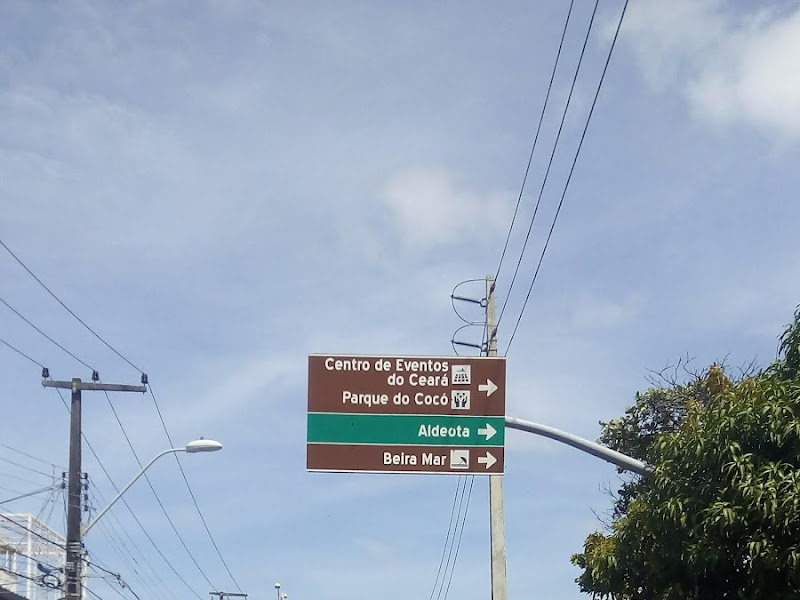 Centro de Eventos
do Ceará
Parque do Cocó
Aldeota
Beira Mar